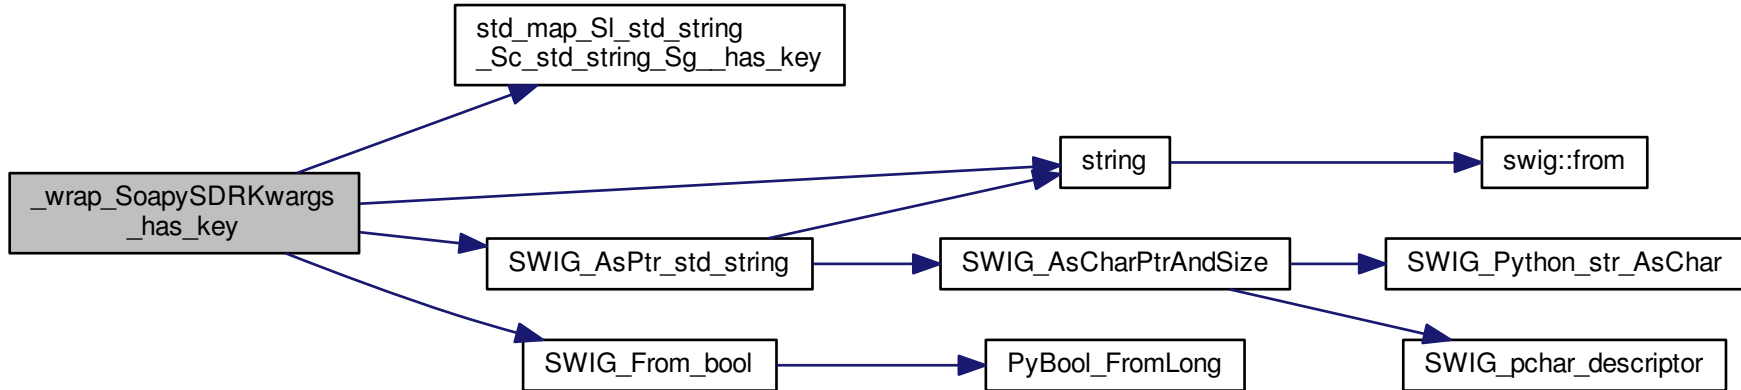 std_map_Sl_std_string
_Sc_std_string_Sg__has_key
string
swig::from
_wrap_SoapySDRKwargs
_has_key
SWIG_AsPtr_std_string
SWIG_AsCharPtrAndSize
SWIG_Python_str_AsChar
SWIG_From_bool
PyBool_FromLong
SWIG_pchar_descriptor